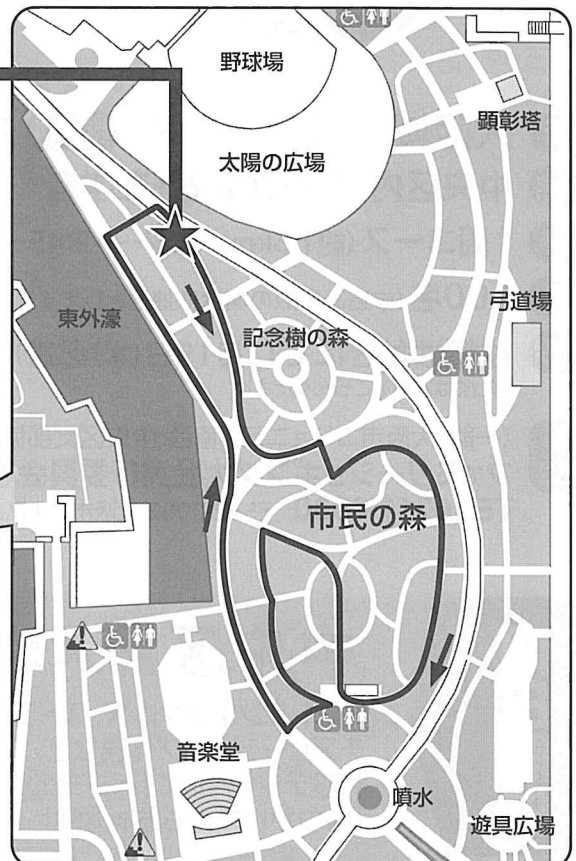 野球場
顕彰塔
太陽の広場
弓道場
東外濠
記念樹の森
市民の森
音楽堂
噴水
遊具広場